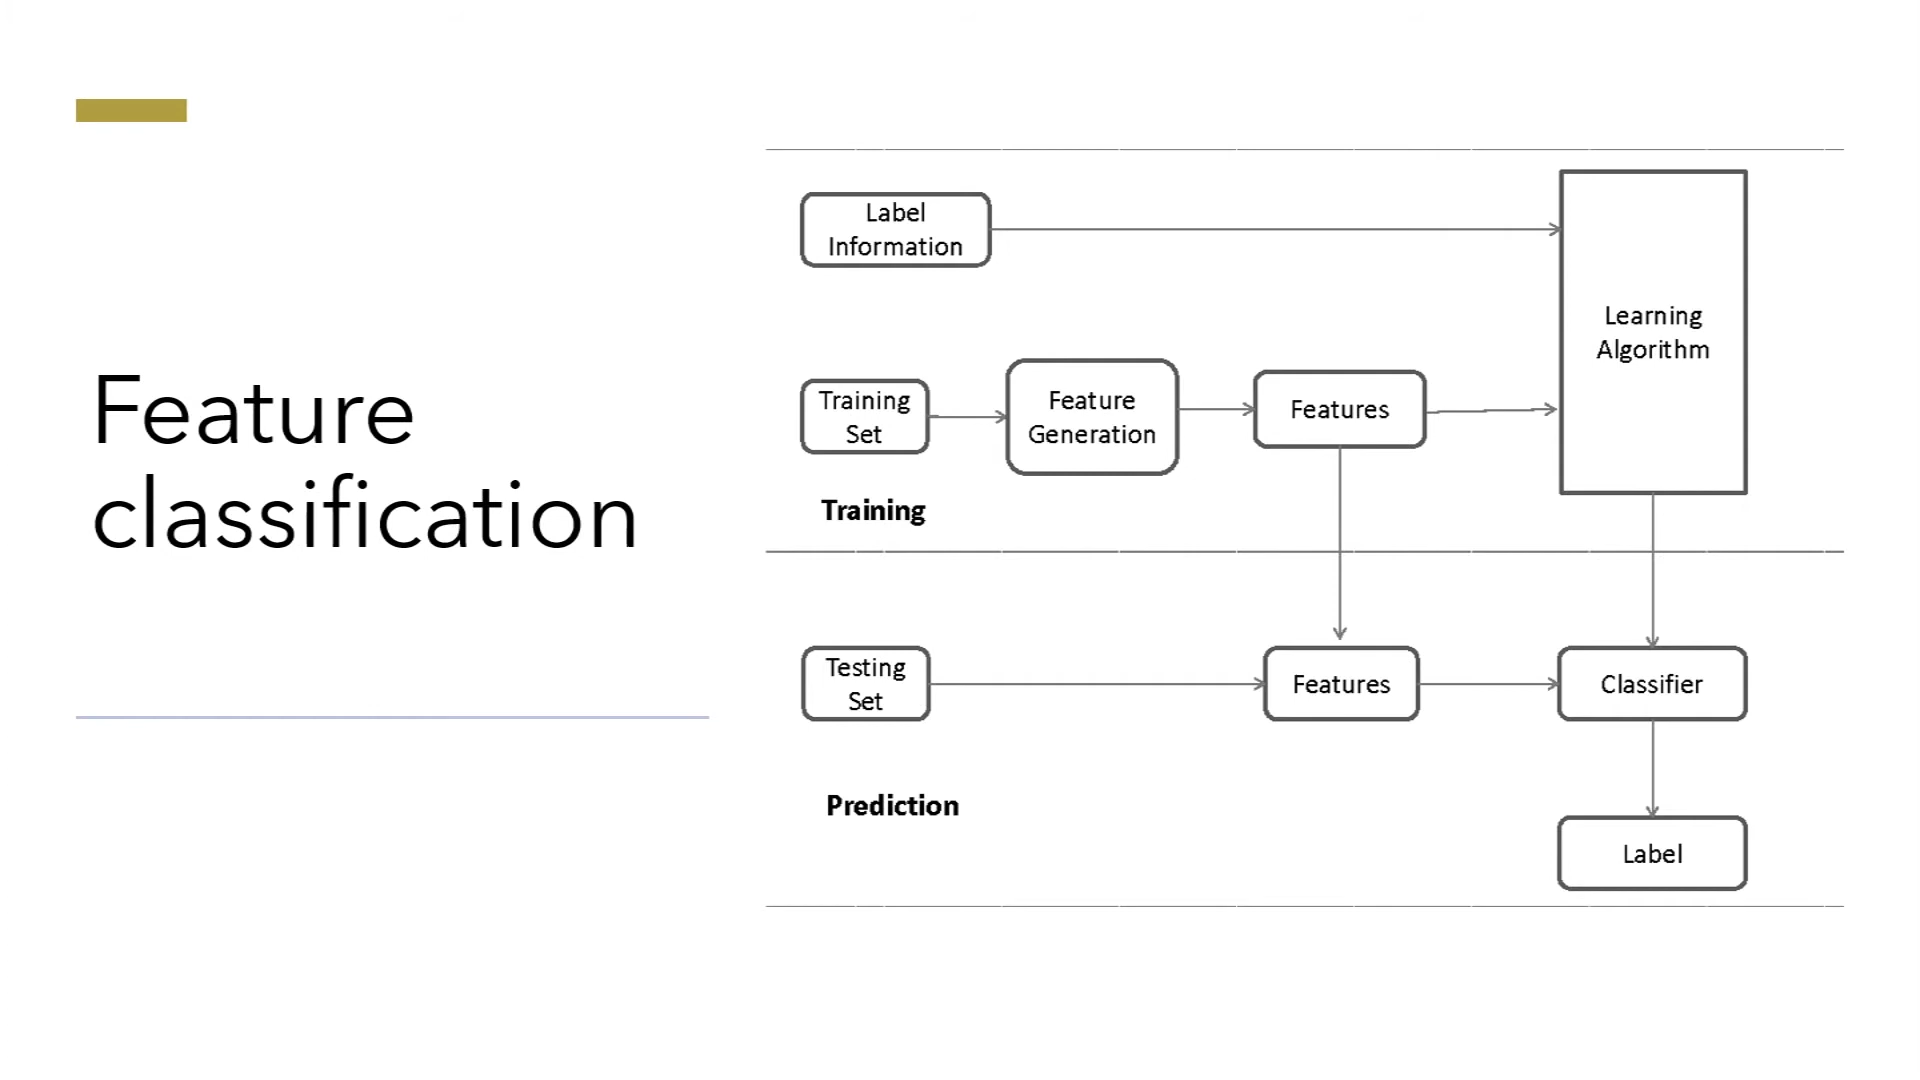 Feature
classification
Label
Information
Learning
Algorithm
Training
Set
Feature
Generation
Features
Training
Testing
Set
Features
Classifier
Prediction
Label